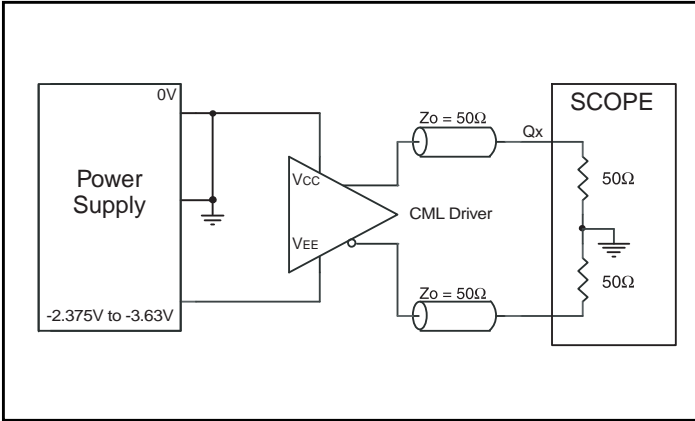 0V
Power
Supply
-2.375V to -3.63V
VCC
VEE
CML Driver
Zo = 50Ω
Qx
Zo = 50Ω
SCOPE
50Ω
50Ω